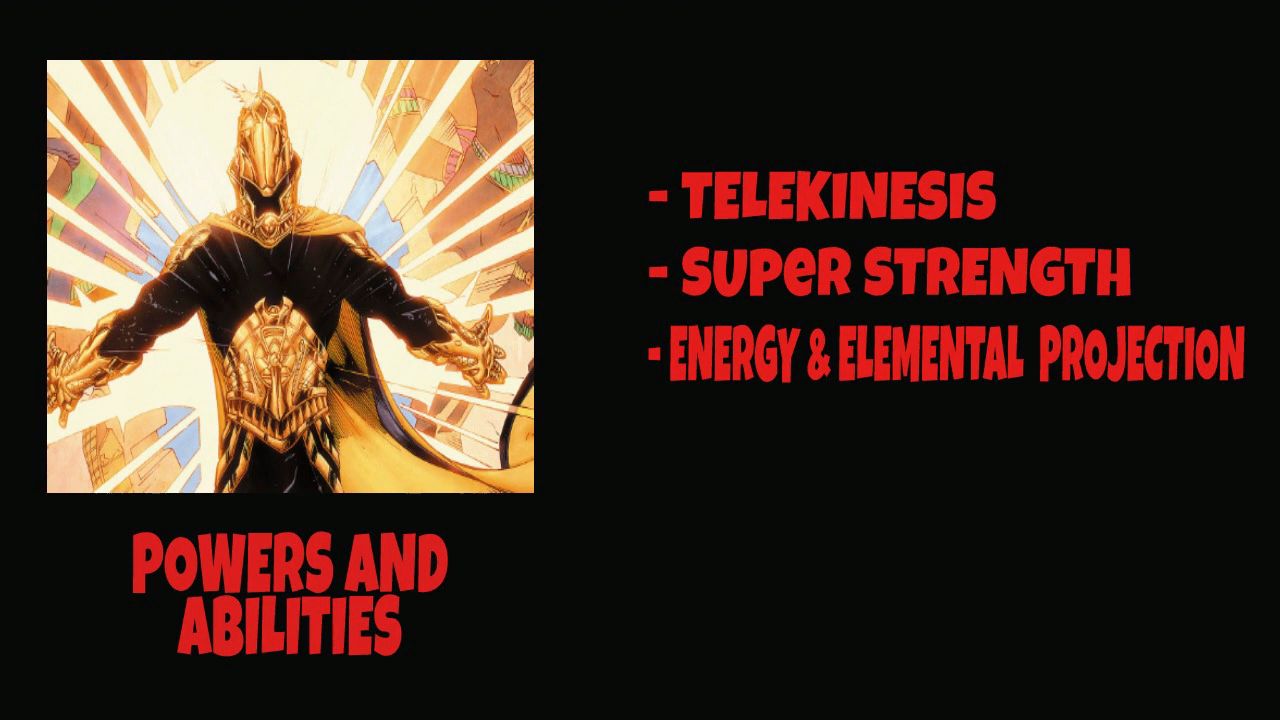 - TELEKINESIS
- SUPeR STRENGTH
- ENERGY & ELEMENTAL PROJECTION
POWERS AND
ABILITIES